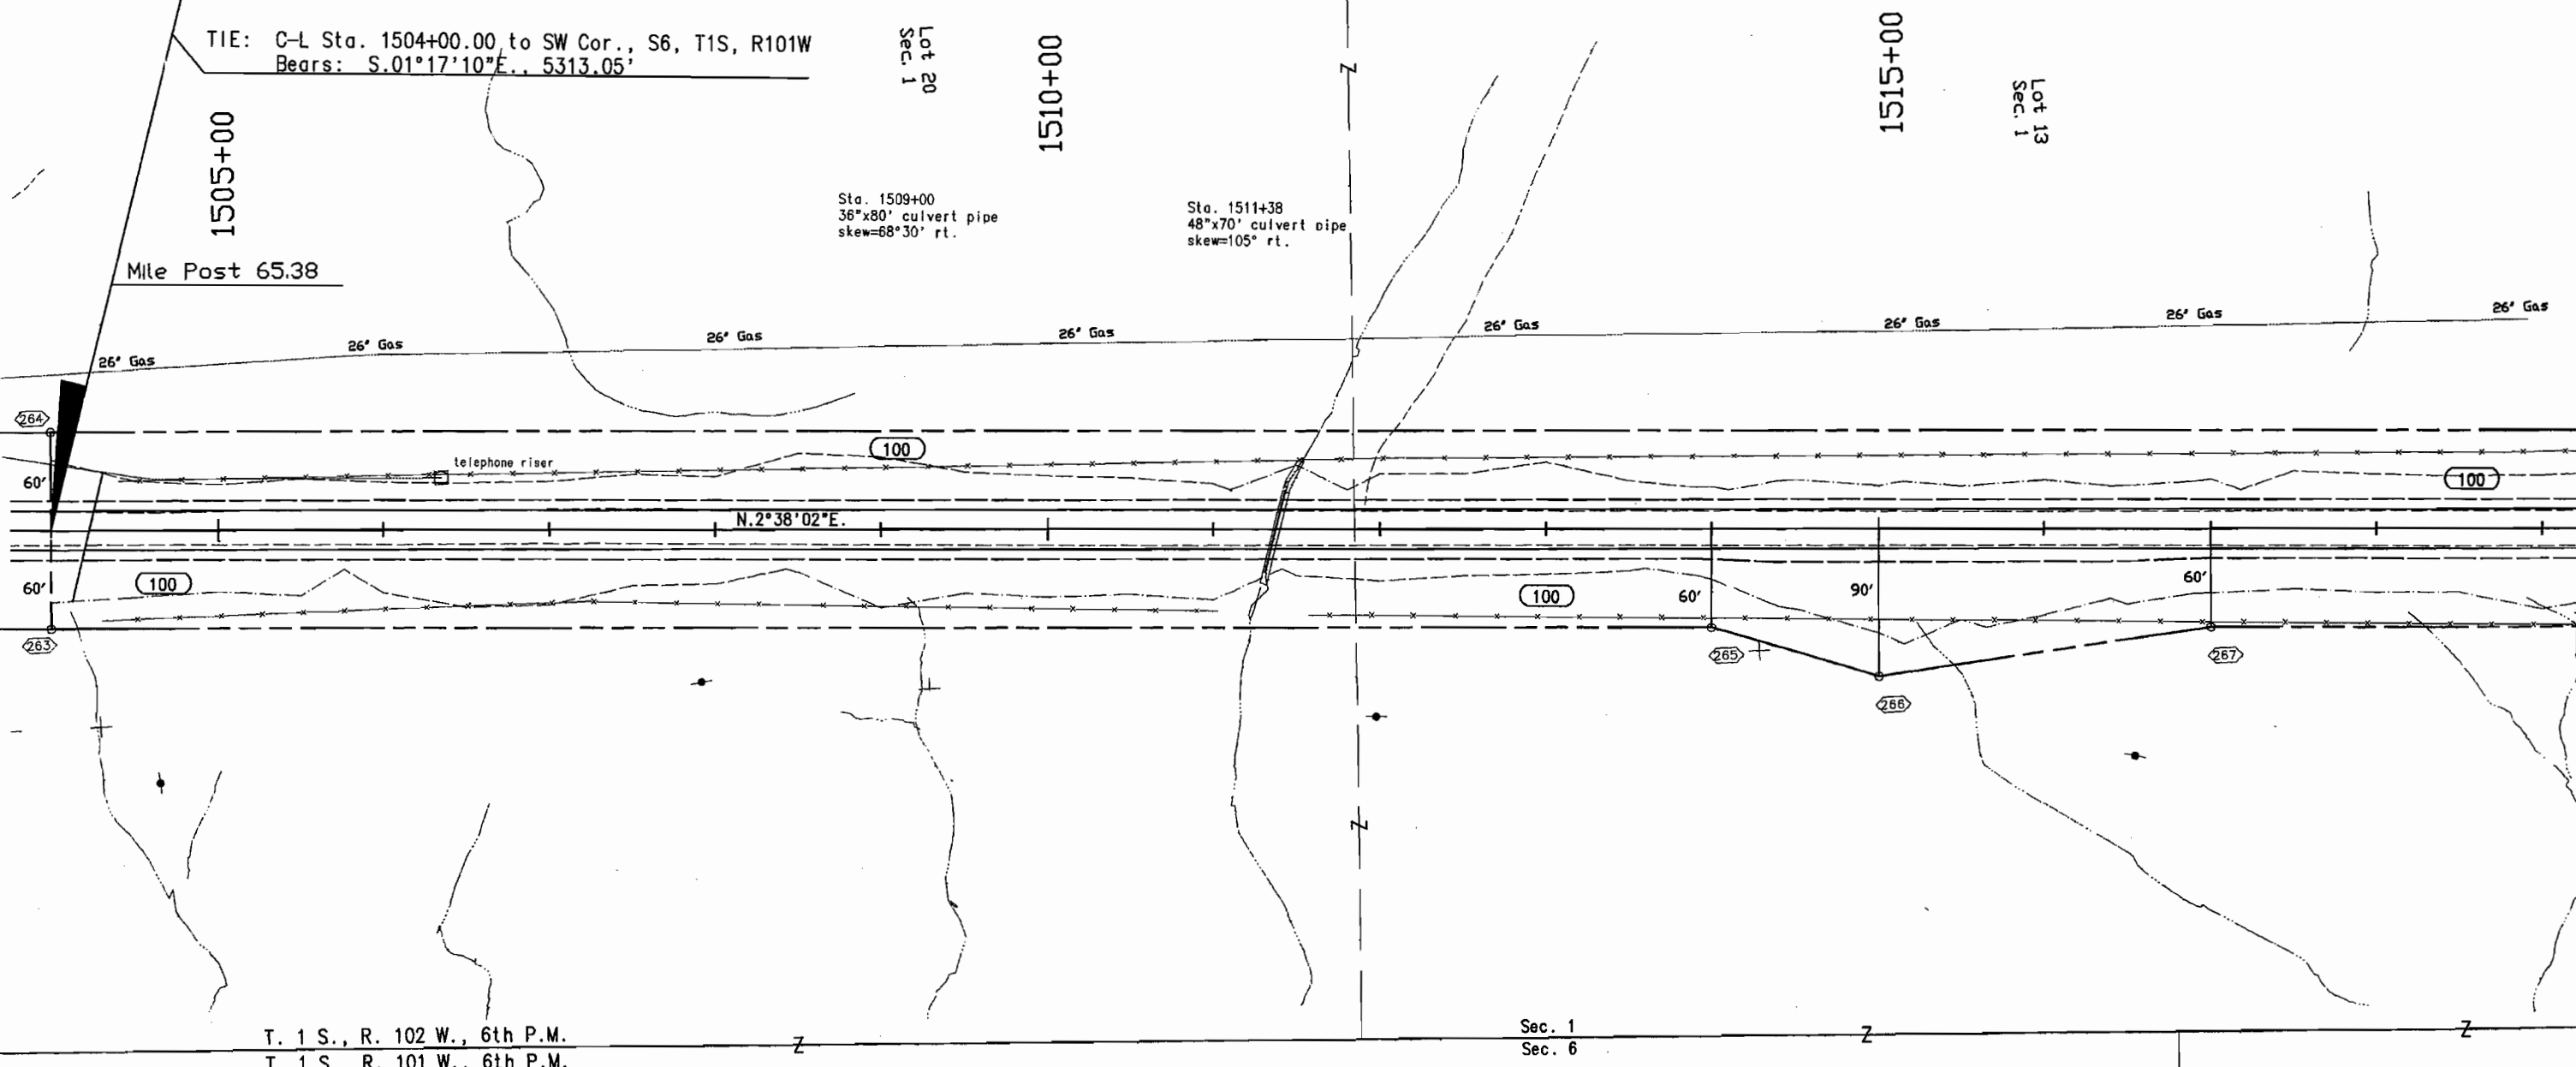 TIE: C-L Sta. 1504+00.00 to SW Cor., S6, T1S, R101W
Bears: S.01°17'10"E., 5313.05'
Lot 20
Sec. 1
1510+00
1515+00
Lot 13
Sec. 1
1505+00
Sta. 1509+00
36"x80' culvert pipe
skew=68°30' rt.
Sta. 1511+38
48"x70' culvert pipe
skew=105° rt.
Mile Post 65.38
26" Gas
26" Gas
26" Gas
26" Gas
26" Gas
26" Gas
26" Gas
26" Gas
264
100
telephone riser
60'
100
N.2°38'02"E.
100
60'
100
60'
90'
60'
263
265
266
267
T. 1 S., R. 102 W., 6th P.M.
T. 1 S., R. 101 W., 6th P.M.
Sec. 1
Sec. 6
Z
Z
Z
Z
Z